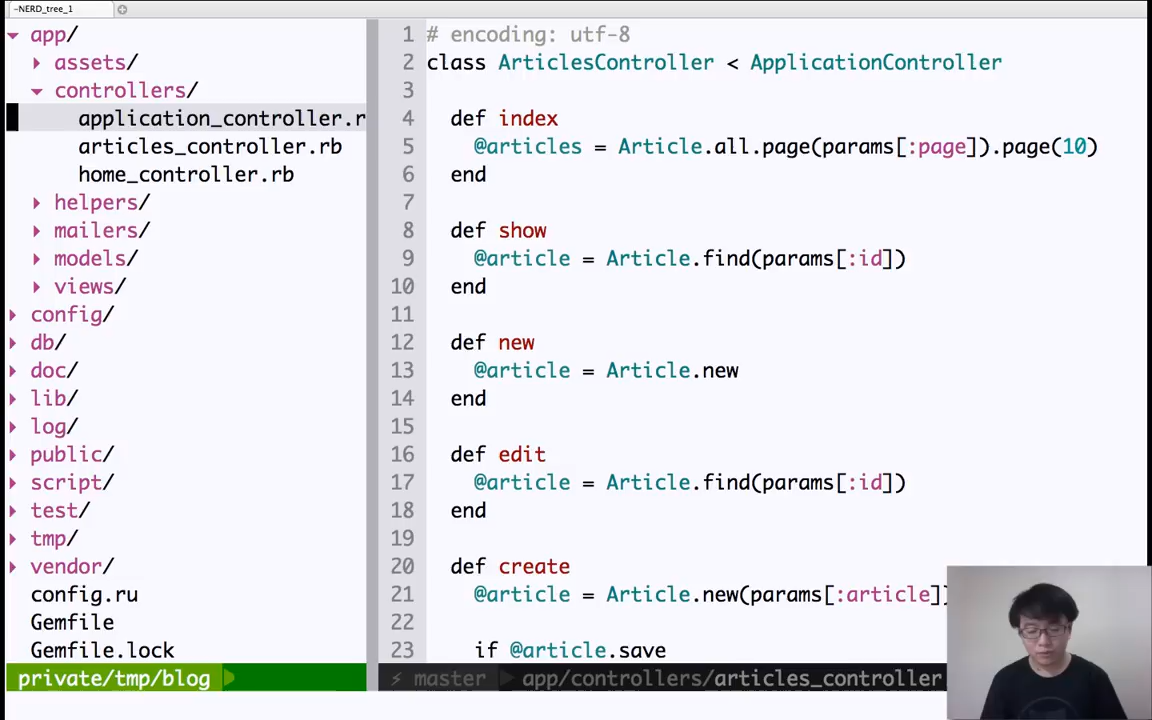 ~NERD_tree_1
app/
assets/
controllers/
application_controller.r
articles_controller.rb
home_controller.rb
helpers/
mailers/
models/
views/
config/
db/
doc/
lib/
log/
public/
script/
test/
tmp/
vendor/
config.ru
Gemfile
Gemfile.lock
private/tmp/blog
1 # encoding: utf-8
2 class ArticlesController < ApplicationController
3
4 def index
5 @articles = Article.all.page(params[:page]).page(10)
6 end
7
8 def show
9 @article = Article.find(params[:id])
10 end
11
12 def new
13 @article = Article.new
14 end
15
16 def edit
17 @article = Article.find(params[:id])
18 end
19
20 def create
21 @article = Article.new(params[:article])
22
23 if @article.save
master app/controllers/articles_controller